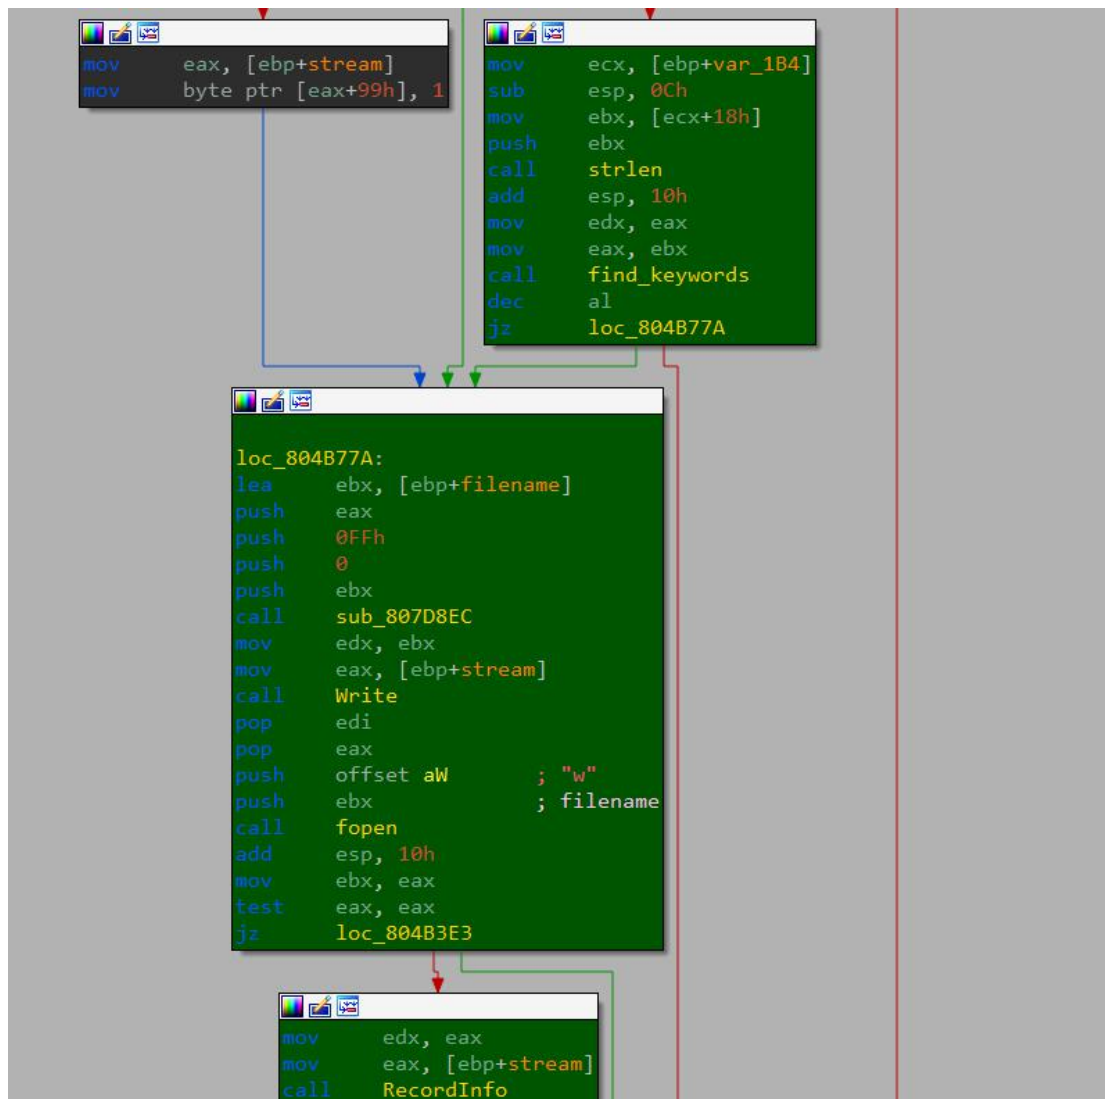 mov eax, [ebp+stream]
mov byte ptr [eax+99h], 1
mov ecx, [ebp+var_1B4]
sub esp, 0Ch
mov ebx, [ecx+18h]
push ebx
call strlen
add esp, 10h
mov edx, eax
mov eax, ebx
call find_keywords
dec al
jz loc_804B77A
loc_804B77A:
lea ebx, [ebp+filename]
push eax
push 0FFh
push 0
push ebx
call sub_807D8EC
mov edx, ebx
mov eax, [ebp+stream]
call Write
pop edi
pop eax
push offset aW ; "w"
push ebx ; filename
call fopen
add esp, 10h
mov ebx, eax
test eax, eax
jz loc_804B3E3
mov edx, eax
mov eax, [ebp+stream]
call RecordInfo